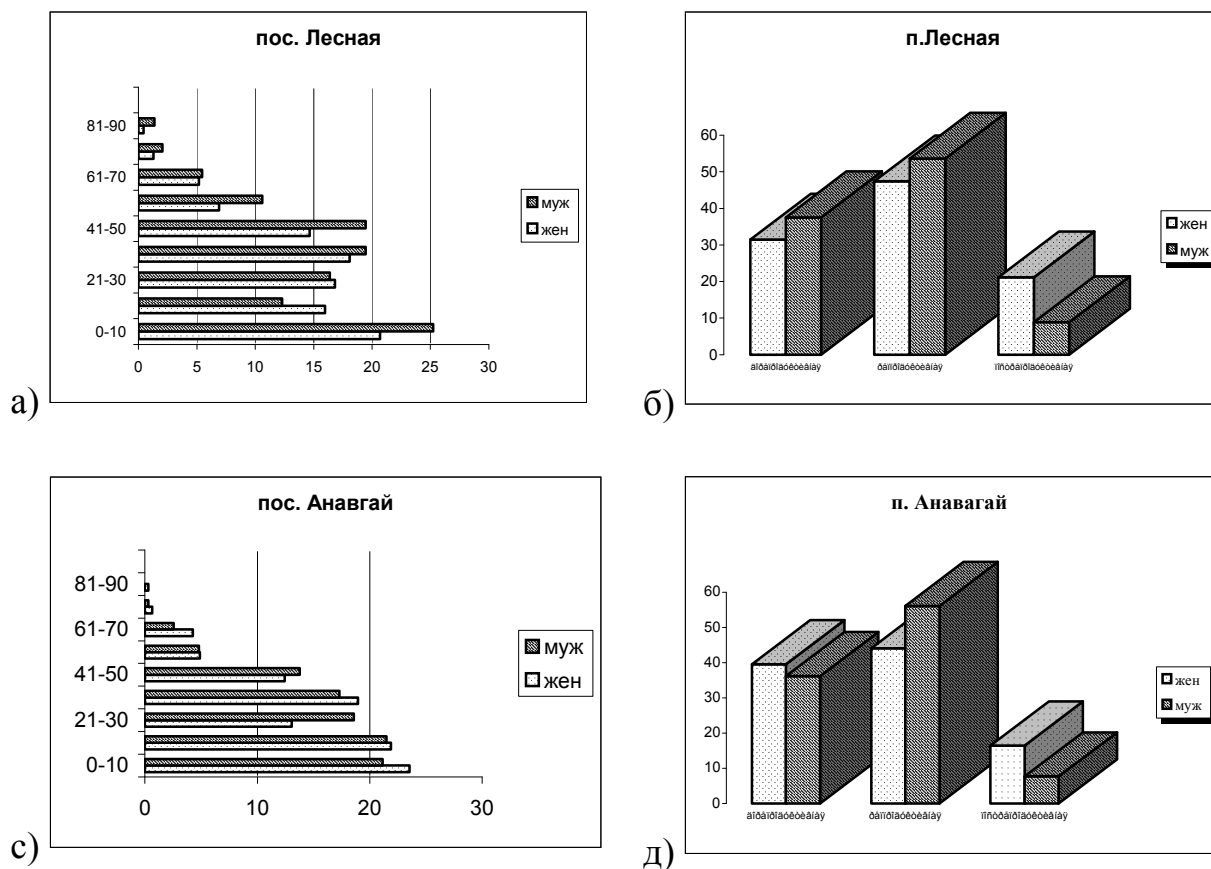 пос. Лесная
81-90
61-70
41-50
21-30
0-10
0 5 10 15 20 25 30
муж
жен
а)
п.Лесная
60
50
40
30
20
10
0
жен
муж
б)
пос. Анавгай
81-90
61-70
41-50
21-30
0-10
0 10 20 30
муж
жен
с)
п. Анавагай
60
50
40
30
20
10
0
жен
муж
д)